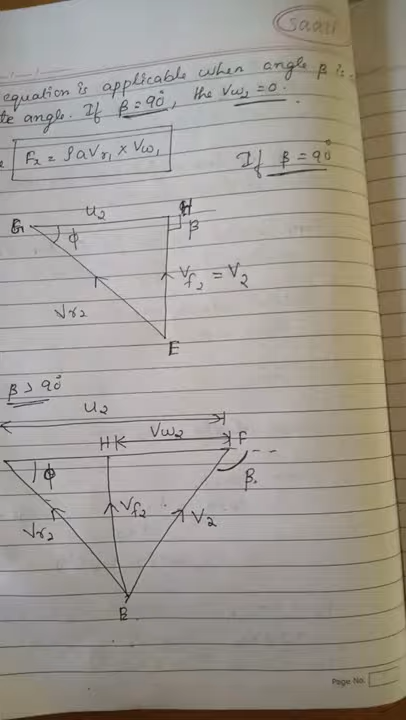 Saati
equation is applicable when angle β is
te angle. If β = 90°, the Vw₂ = 0.
Fx = ρaVr₁ × Vw₁
If β = 90°
u₂
G
H
ϕ
β
Vf₂ = V₂
Vr₂
E
β > 90°
u₂
H
Vw₂
F
ϕ
β.
Vf₂
V₂
Vr₂
E
Page No.